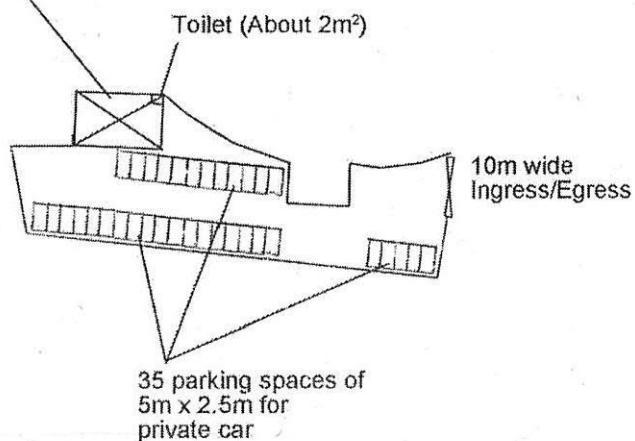 Toilet (About 2m²)
10m wide
Ingress/Egress
35 parking spaces of
5m x 2.5m for
private car